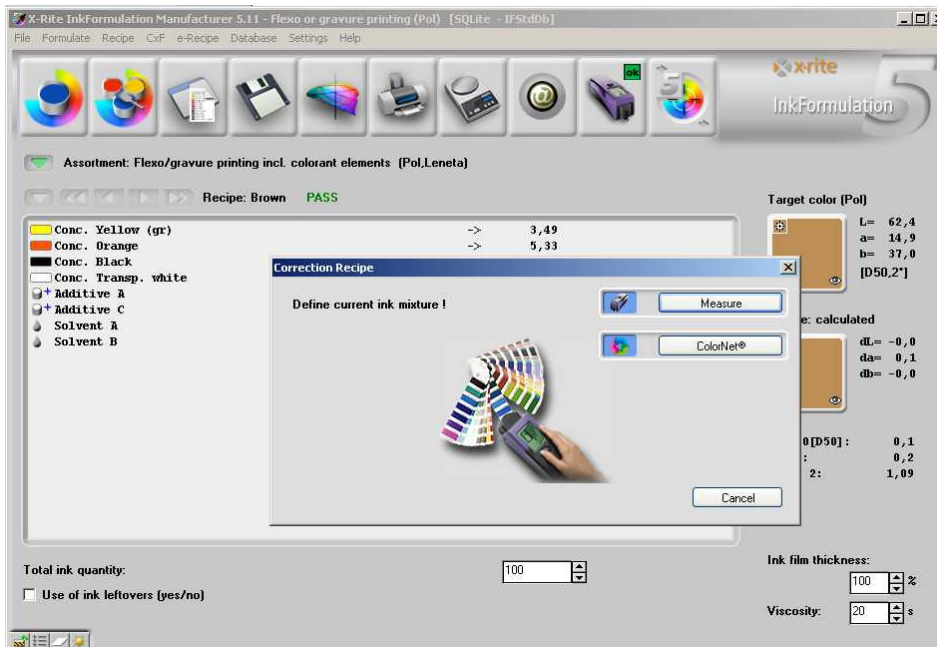 X-Rite InkFormulation Manufacturer 5.11 - Flexo or gravure printing (Pol) [SQLite - IFStdDb]
File Formulate Recipe CxF e-Recipe Database Settings Help
ok
x-rite
InkFormulation 5
Assortment: Flexo/gravure printing incl. colorant elements (Pol,Leneta)
Recipe: Brown PASS
Target color (Pol)
Conc. Yellow (gr) -> 3,49
Conc. Orange -> 5,33
Conc. Black
Conc. Transp. white
Additive A
Additive C
Solvent A
Solvent B
L= 62,4
a= 14,9
b= 37,0
[D50,2°]
Correction Recipe
Define current ink mixture !
Measure
ColorNet®
Cancel
e: calculated
dL= -0,0
da= 0,1
db= -0,0
0[D50]: 0,1
: 0,2
2: 1,09
Total ink quantity: 100
Use of ink leftovers (yes/no)
Ink film thickness:
100 %
Viscosity: 20 s